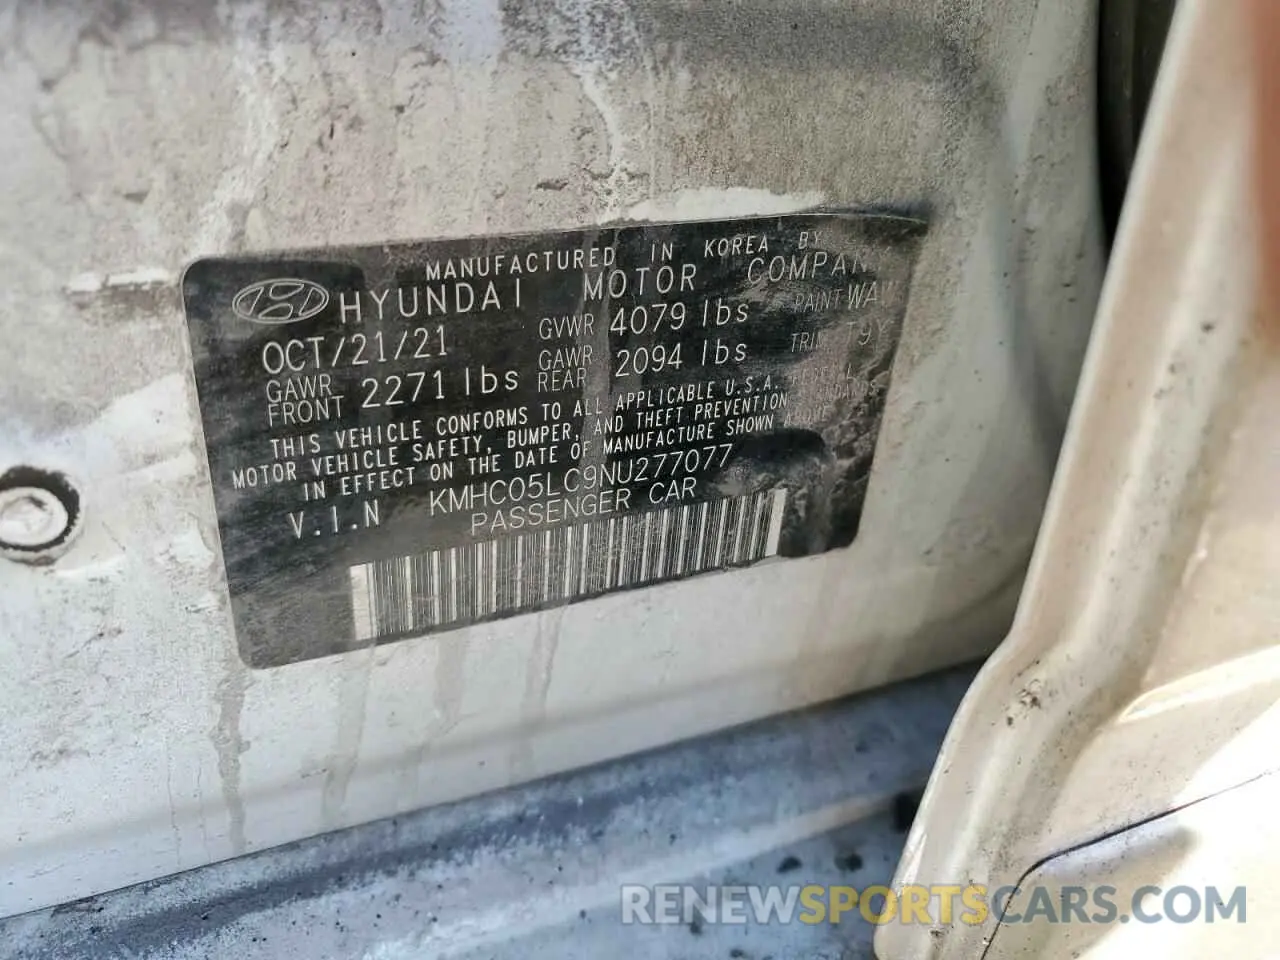 MANUFACTURED IN KOREA BY
HYUNDAI MOTOR COMPAN
OCT/21/21 GVWR 4079 lbs PAINT WAW
GAWR FRONT 2271 lbs GAWR REAR 2094 lbs TRIM T9Y
THIS VEHICLE CONFORMS TO ALL APPLICABLE U.S.A. FEDERAL
MOTOR VEHICLE SAFETY, BUMPER, AND THEFT PREVENTION STANDARDS
IN EFFECT ON THE DATE OF MANUFACTURE SHOWN ABOVE
V.I.N KMHC05LC9NU277077
PASSENGER CAR
RENEWSPORTSCARS.COM